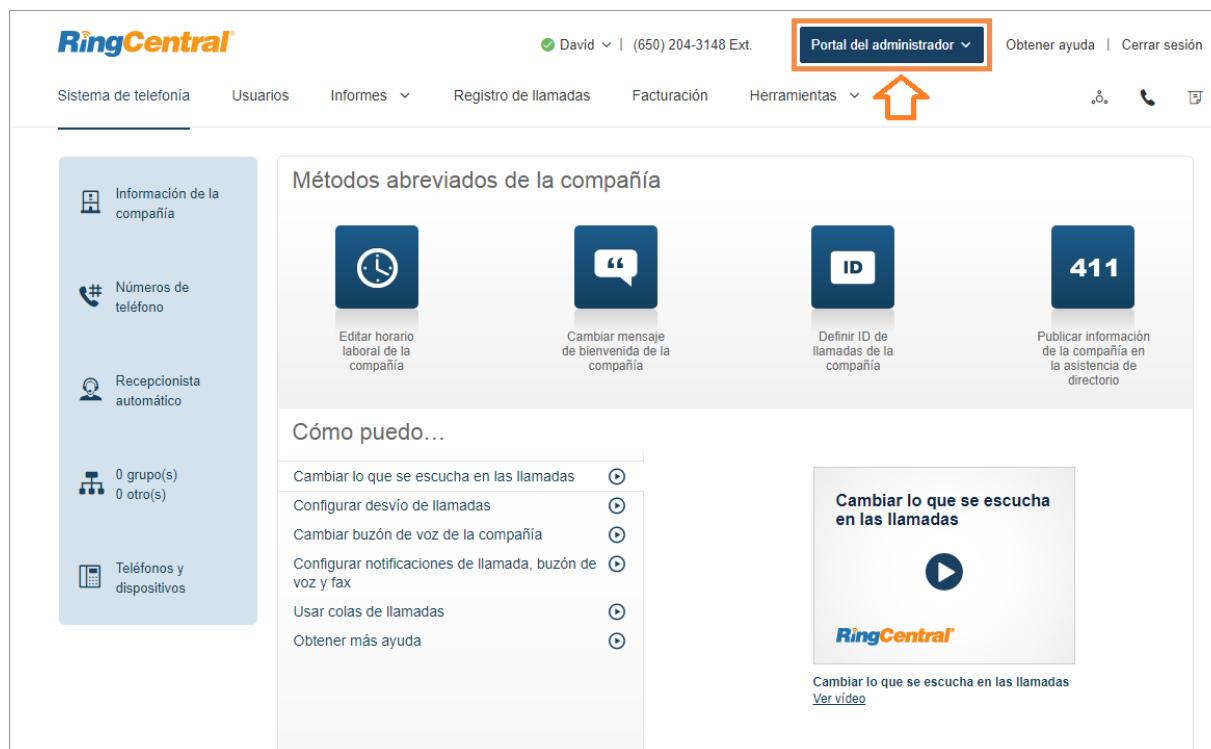 RingCentral
David | (650) 204-3148 Ext.
Portal del administrador
Obtener ayuda | Cerrar sesión
Sistema de telefonía
Usuarios
Informes
Registro de llamadas
Facturación
Herramientas
Información de la
compañía
Números de
teléfono
Recepcionista
automático
0 grupo(s)
0 otro(s)
Teléfonos y
dispositivos
Métodos abreviados de la compañía
ID
411
Editar horario
laboral de la
compañía
Cambiar mensaje
de bienvenida de la
compañía
Definir ID de
llamadas de la
compañía
Publicar información
de la compañía en
la asistencia de
directorio
Cómo puedo...
Cambiar lo que se escucha en las llamadas
Configurar desvío de llamadas
Cambiar buzón de voz de la compañía
Configurar notificaciones de llamada, buzón de
voz y fax
Usar colas de llamadas
Obtener más ayuda
Cambiar lo que se escucha
en las llamadas
RingCentral
Cambiar lo que se escucha en las llamadas
Ver vídeo